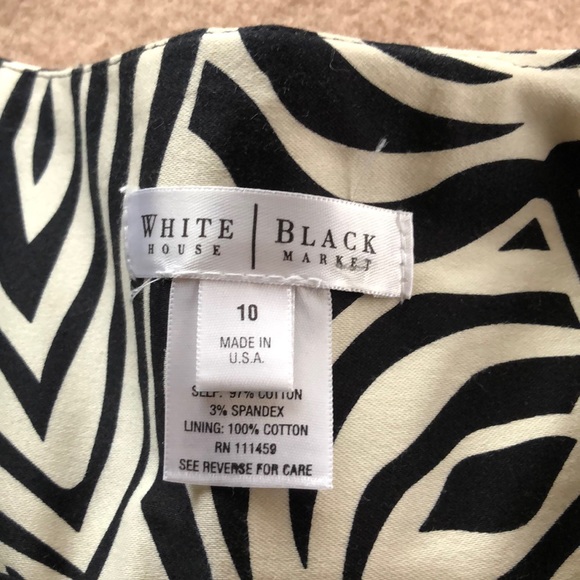 WHITE | BLACK
HOUSE MARKET
10
MADE IN
U.S.A.
SELF: 97% COTTON
3% SPANDEX
LINING: 100% COTTON
RN 111459
SEE REVERSE FOR CARE